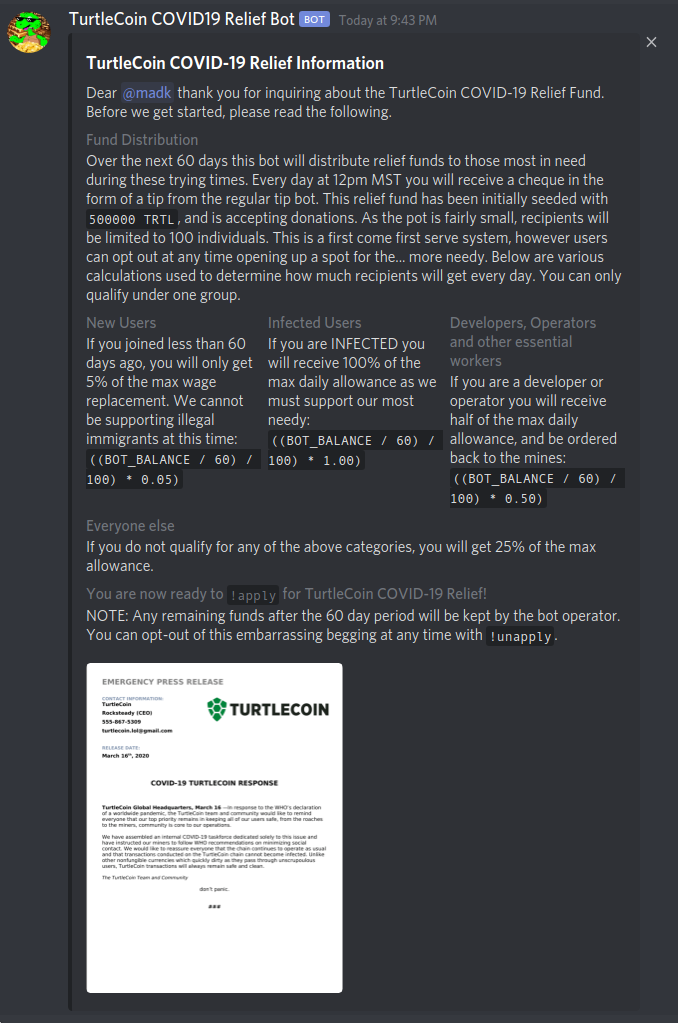 TurtleCoin COVID19 Relief Bot BOT Today at 9:43 PM
TurtleCoin COVID-19 Relief Information
Dear @madk thank you for inquiring about the TurtleCoin COVID-19 Relief Fund.
Before we get started, please read the following.
Fund Distribution
Over the next 60 days this bot will distribute relief funds to those most in need
during these trying times. Every day at 12pm MST you will receive a cheque in the
form of a tip from the regular tip bot. This relief fund has been initially seeded with
500000 TRTL, and is accepting donations. As the pot is fairly small, recipients will
be limited to 100 individuals. This is a first come first serve system, however users
can opt out at any time opening up a spot for the... more needy. Below are various
calculations used to determine how much recipients will get every day. You can only
qualify under one group.
New Users
If you joined less than 60
days ago, you will only get
5% of the max wage
replacement. We cannot
be supporting illegal
immigrants at this time:
((BOT_BALANCE / 60) /
100) * 0.05)
Infected Users
If you are INFECTED you
will receive 100% of the
max daily allowance as we
must support our most
needy:
((BOT_BALANCE / 60) /
100) * 1.00)
Developers, Operators
and other essential
workers
If you are a developer or
operator you will receive
half of the max daily
allowance, and be ordered
back to the mines:
((BOT_BALANCE / 60) /
100) * 0.50)
Everyone else
If you do not qualify for any of the above categories, you will get 25% of the max
allowance.
You are now ready to !apply for TurtleCoin COVID-19 Relief!
NOTE: Any remaining funds after the 60 day period will be kept by the bot operator.
You can opt-out of this embarrassing begging at any time with !unapply.
EMERGENCY PRESS RELEASE
CONTACT INFORMATION:
TurtleCoin
Rocksteady (CEO)
555-867-5309
turtlecoin.lol@gmail.com
TURTLECOIN
RELEASE DATE:
March 16th, 2020
COVID-19 TURTLECOIN RESPONSE
TurtleCoin Global Headquarters, March 16 —In response to the WHO's declaration
of a worldwide pandemic, the TurtleCoin team and community would like to remind
everyone that our top priority remains in keeping all of our users safe, from the roaches
to the miners, community is core to our operations.
We have assembled an internal COVID-19 taskforce dedicated solely to this issue and
have instructed our miners to follow WHO recommendations on minimizing social
contact. We would like to reassure everyone that the chain continues to operate as usual
and that transactions conducted on the TurtleCoin chain cannot become infected. Unlike
other nonfungible currencies which quickly dirty as they pass through unscrupulous
users, TurtleCoin transactions will always remain safe and clean.
The TurtleCoin Team and Community
don't panic.
###